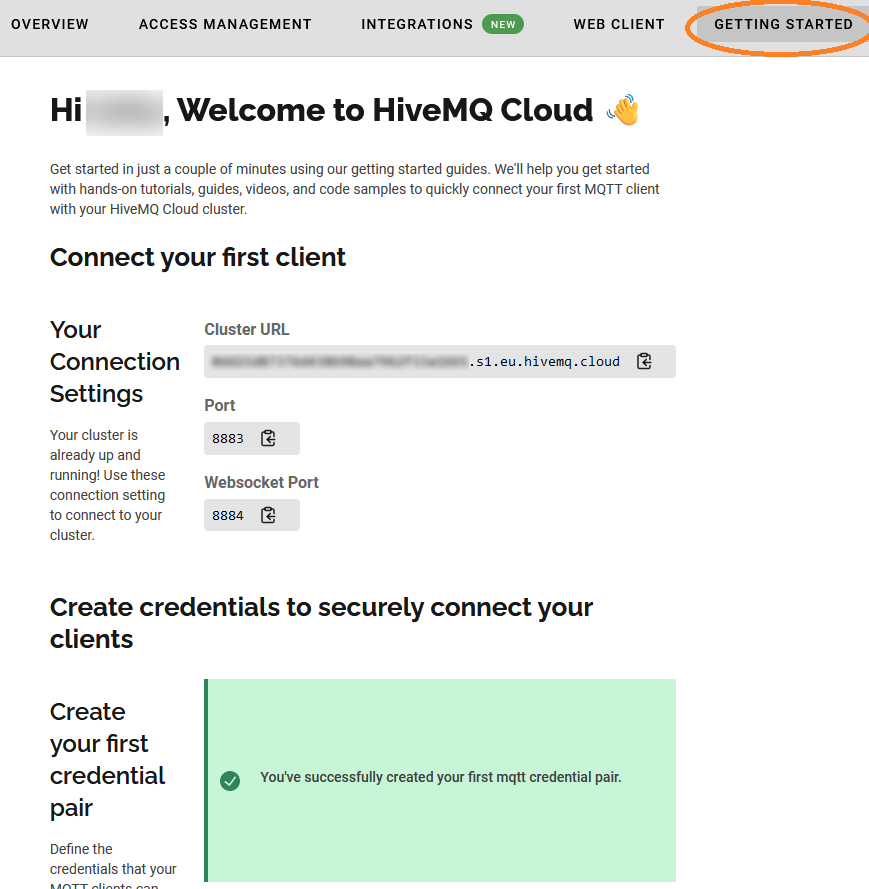 OVERVIEW ACCESS MANAGEMENT INTEGRATIONS NEW WEB CLIENT GETTING STARTED
Hi , Welcome to HiveMQ Cloud 👋
Get started in just a couple of minutes using our getting started guides. We'll help you get started
with hands-on tutorials, guides, videos, and code samples to quickly connect your first MQTT client
with your HiveMQ Cloud cluster.
Connect your first client
Your
Connection
Settings
Your cluster is
already up and
running! Use these
connection setting
to connect to your
cluster.
Cluster URL
.s1.eu.hivemq.cloud
Port
8883
Websocket Port
8884
Create credentials to securely connect your
clients
Create
your first
credential
pair
Define the
credentials that your
MQTT clients can
You've successfully created your first mqtt credential pair.